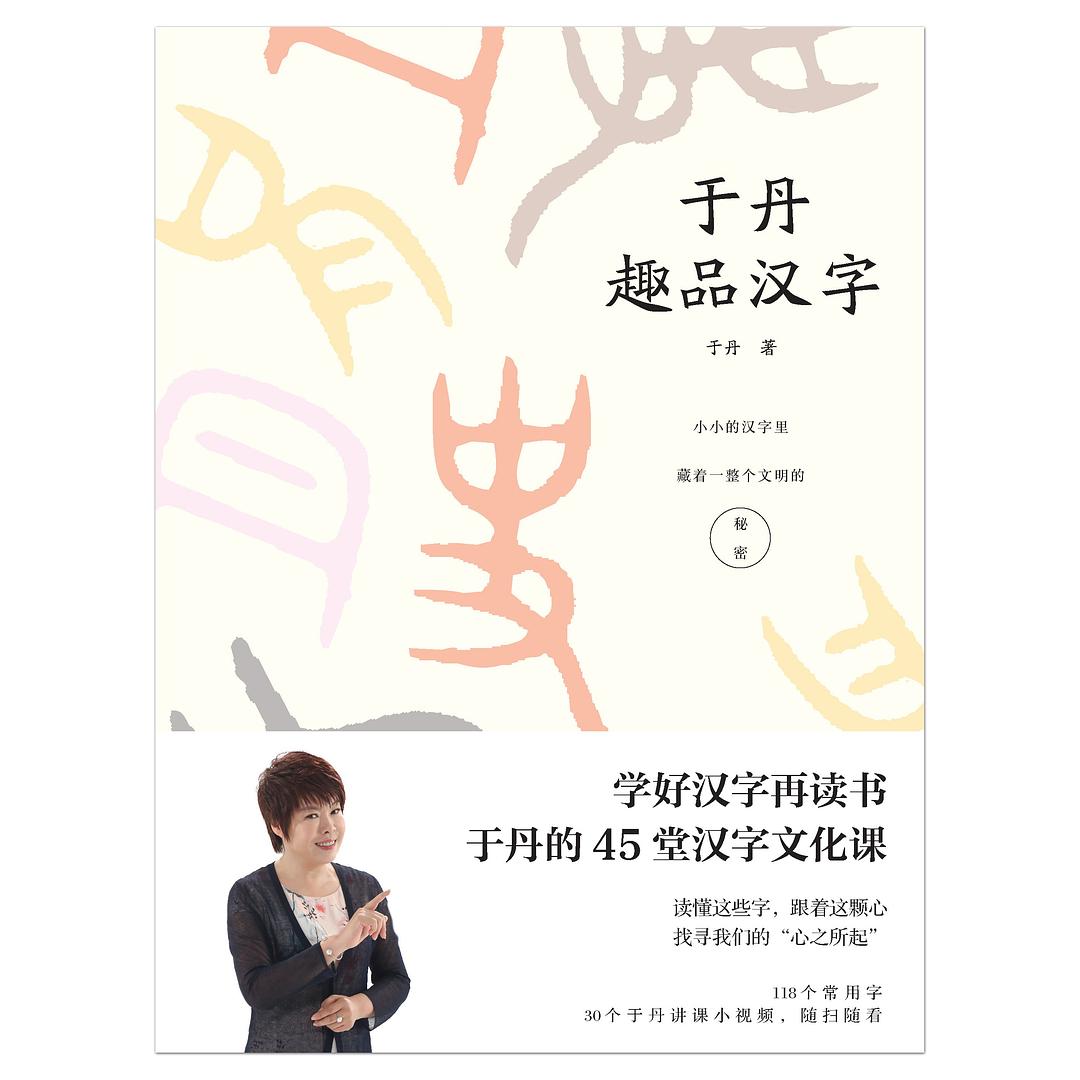 于丹
趣品汉字
于丹 著
小小的汉字里
藏着一整个文明的
秘
密
学好汉字再读书
于丹的 45 堂汉字文化课
读懂这些字，跟着这颗心
找寻我们的“心之所起”
118个常用字
30个于丹讲课小视频，随扫随看